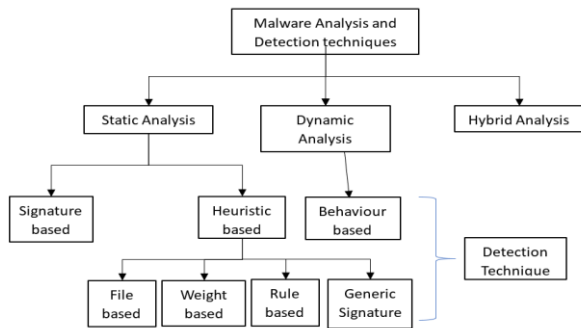 Malware Analysis and
Detection techniques
Static Analysis
Dynamic
Analysis
Hybrid Analysis
Signature
based
Heuristic
based
Behaviour
based
Detection
Technique
File
based
Weight
based
Rule
based
Generic
Signature